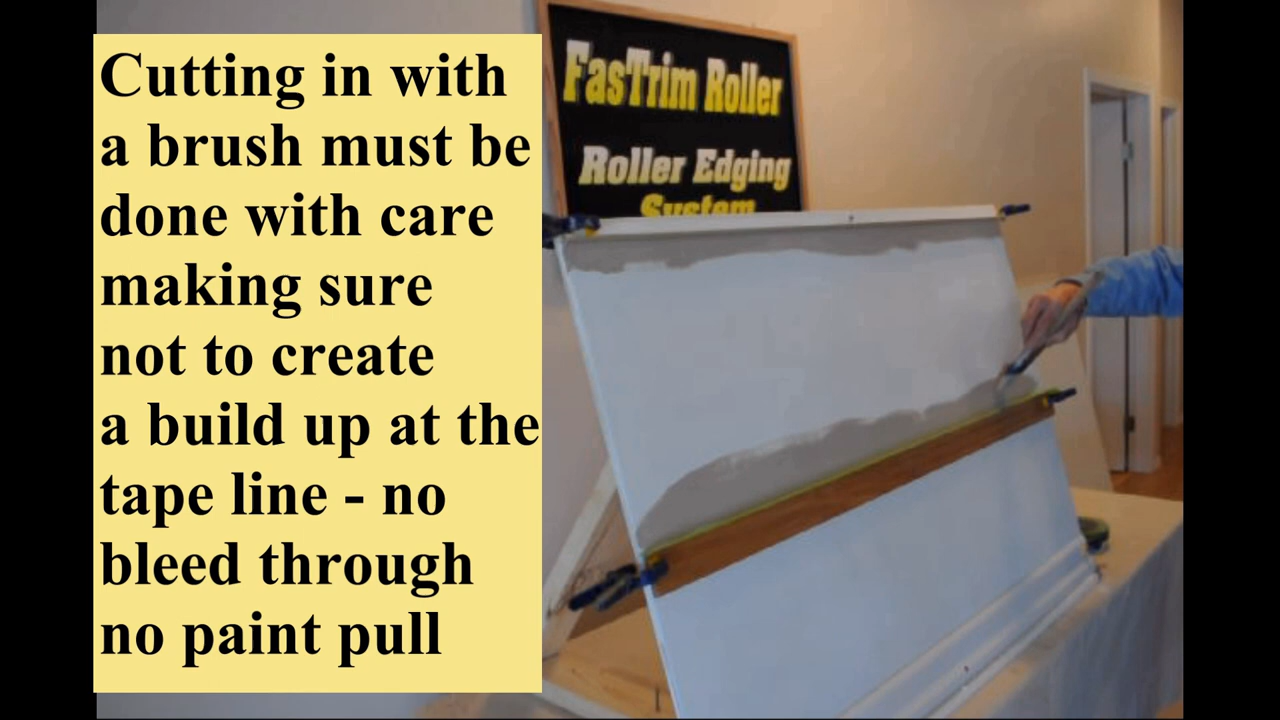 Cutting in with
a brush must be
done with care
making sure
not to create
a build up at the
tape line - no
bleed through
no paint pull
FasTrim Roller
Roller Edging
System